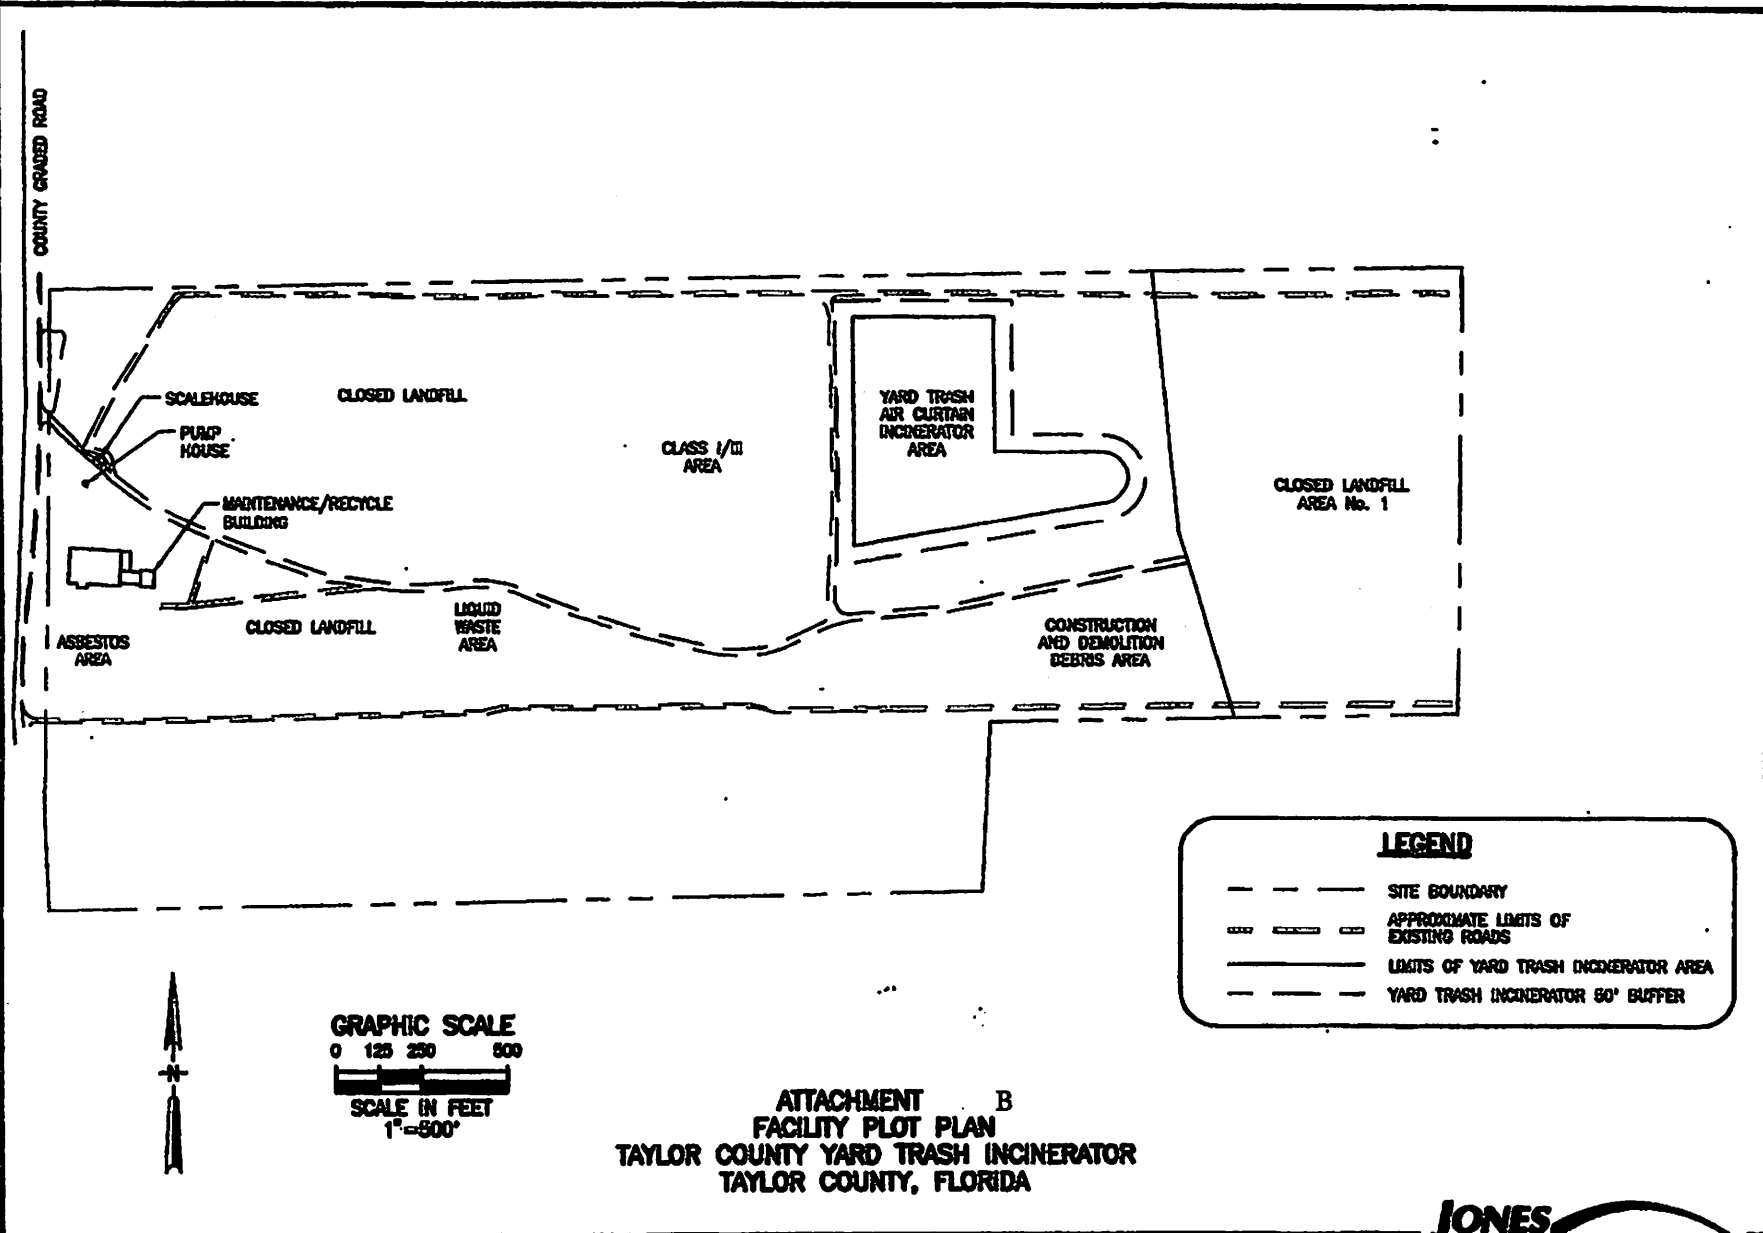 COUNTY GRADED ROAD
SCALEHOUSE
PUMP
HOUSE
CLOSED LANDFILL
CLASS I/III
AREA
YARD TRASH
AIR CURTAIN
INCINERATOR
AREA
CLOSED LANDFILL
AREA No. 1
MAINTENANCE/RECYCLE
BUILDING
ASBESTOS
AREA
CLOSED LANDFILL
LIQUID
WASTE
AREA
CONSTRUCTION
AND DEMOLITION
DEBRIS AREA
LEGEND
SITE BOUNDARY
APPROXIMATE LIMITS OF
EXISTING ROADS
LIMITS OF YARD TRASH INCINERATOR AREA
YARD TRASH INCINERATOR 50' BUFFER
N
GRAPHIC SCALE
0 125 250 500
SCALE IN FEET
1"=500'
ATTACHMENT B
FACILITY PLOT PLAN
TAYLOR COUNTY YARD TRASH INCINERATOR
TAYLOR COUNTY, FLORIDA
JONES